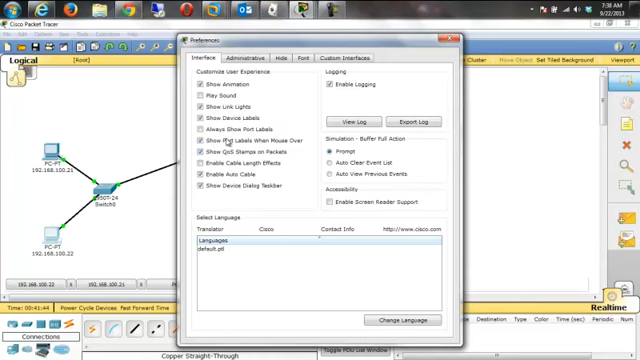 7:38 AM
9/22/2013
Cisco Packet Tracer
Preferences
Logical
[Root]
Cluster
Move Object
Interface
Administrative
Hide
Font
Custom Interfaces
Customize User Experience
Show Animation
Play Sound
Show Link Lights
Show Device Labels
Always Show Port Labels
Show Port Labels When Mouse Over
Show QoS Stamps on Packets
Enable Cable Length Effects
Enable Auto Cable
Show Device Dialog Taskbar
Logging
Enable Logging
View Log
Export Log
Simulation - Buffer Full Action
Prompt
Auto Clear Event List
Auto View Previous Events
Accessibility
Enable Screen Reader Support
Select Language
Translator
Cisco
Contact Info
http://www.cisco.com
Languages
default.ptl
Change Language
PC-PT
192.168.100.21
Switch0
PC-PT
192.168.100.22
192.168.100.22
192.168.100.21
Time: 00:41:44
Power Cycle Devices
Fast Forward Time
Realtime
Connections
Copper Straight-Through
Toggle PDU List Window
Destination
Type
Color
Time(sec)
Periodic